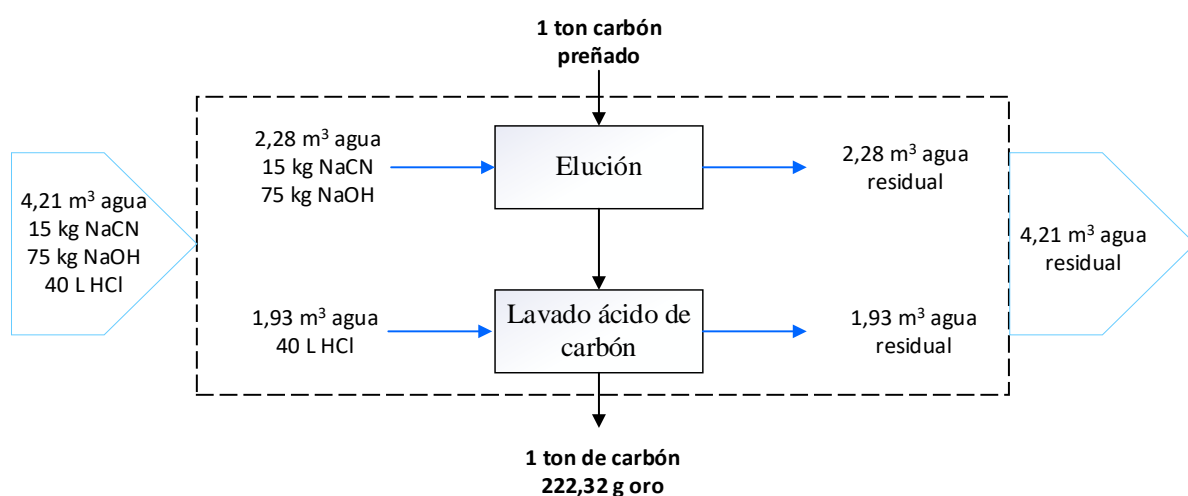 1 ton carbón
preñado
4,21 m³ agua
15 kg NaCN
75 kg NaOH
40 L HCl
2,28 m³ agua
15 kg NaCN
75 kg NaOH
Elución
2,28 m³ agua
residual
1,93 m³ agua
40 L HCl
Lavado ácido de
carbón
1,93 m³ agua
residual
4,21 m³ agua
residual
1 ton de carbón
222,32 g oro